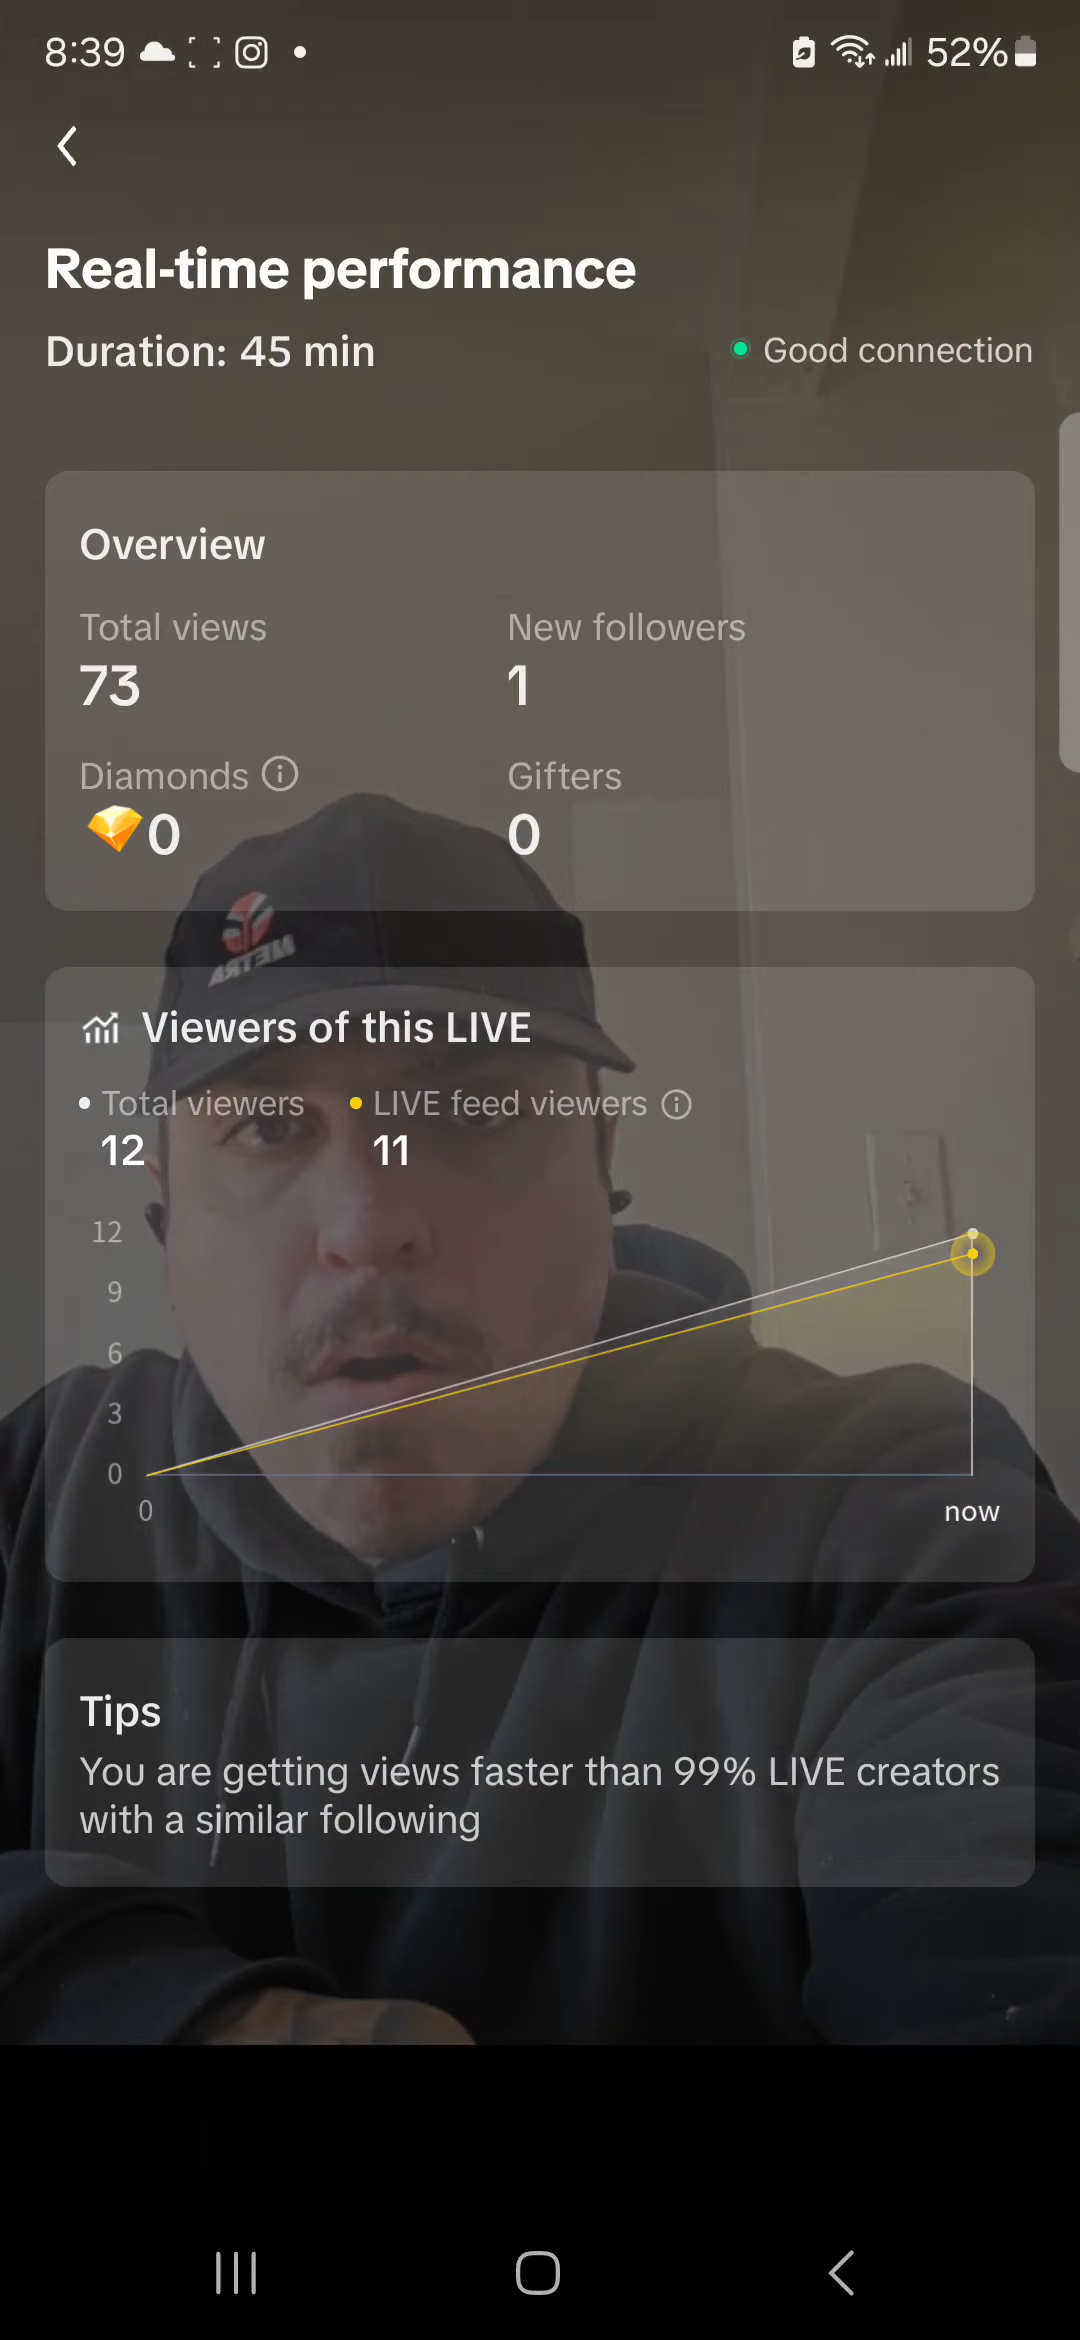 8:39 52%
Real-time performance
Duration: 45 min Good connection
Overview
Total views New followers
73 1
Diamonds Gifters
0 0
METRA
Viewers of this LIVE
Total viewers LIVE feed viewers
12 11
12
9
6
3
0
0 now
Tips
You are getting views faster than 99% LIVE creators
with a similar following